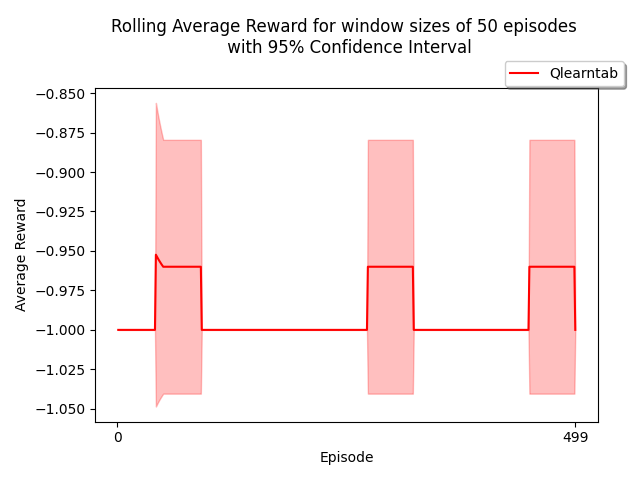 Rolling Average Reward for window sizes of 50 episodes
with 95% Confidence Interval
Qlearntab
−0.850
−0.875
−0.900
−0.925
−0.950
−0.975
−1.000
−1.025
−1.050
Average Reward
0
499
Episode